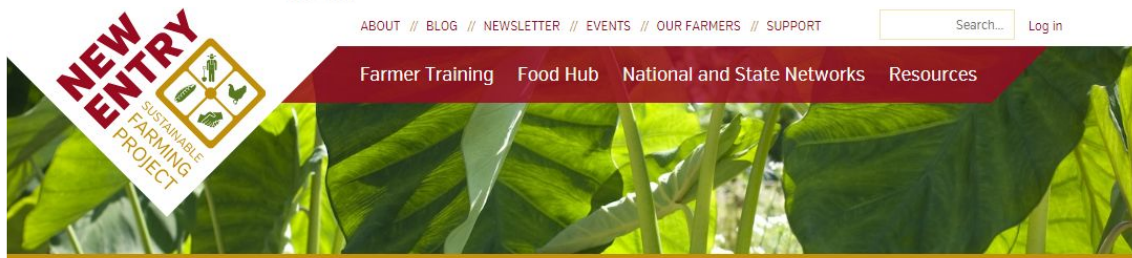 NEW
ENTRY
SUSTAINABLE
FARMING
PROJECT
ABOUT // BLOG // NEWSLETTER // EVENTS // OUR FARMERS // SUPPORT
Search...
Log in
Farmer Training Food Hub National and State Networks Resources